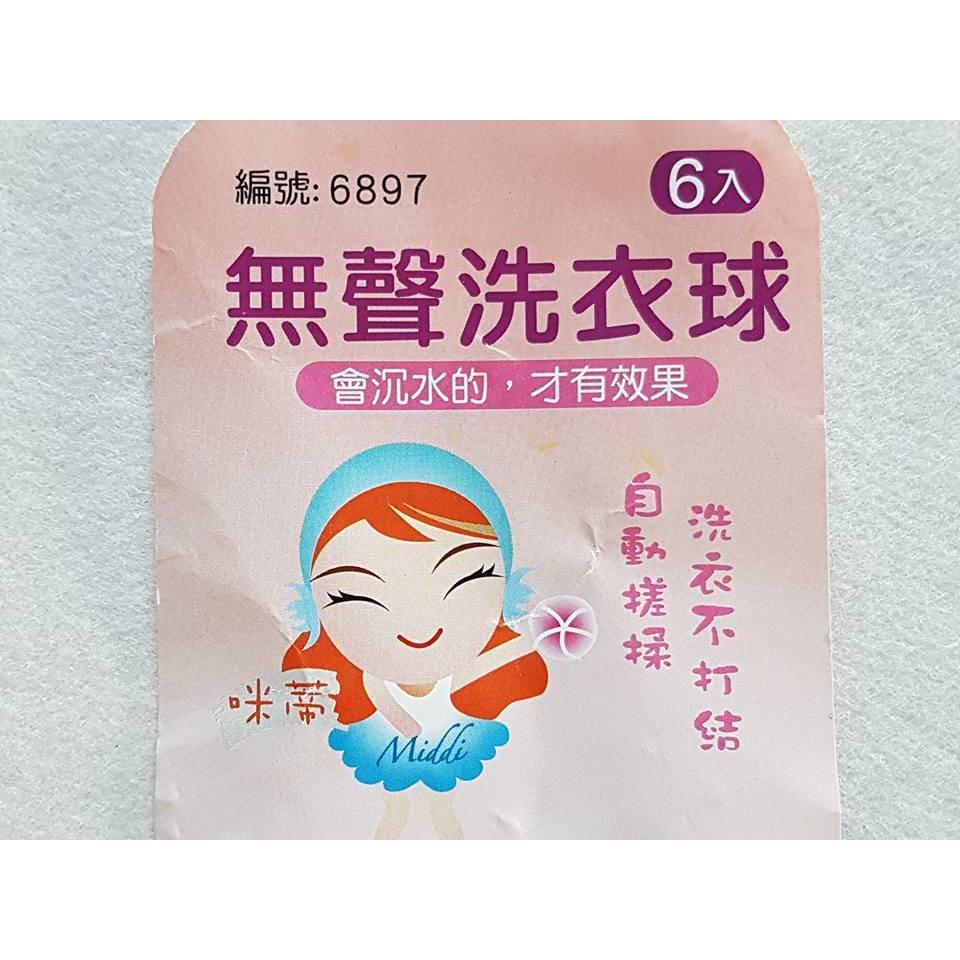 編號: 6897
6入
無聲洗衣球
會沉水的，才有效果
洗衣不打结
自動搓揉
咪蒂
Middi